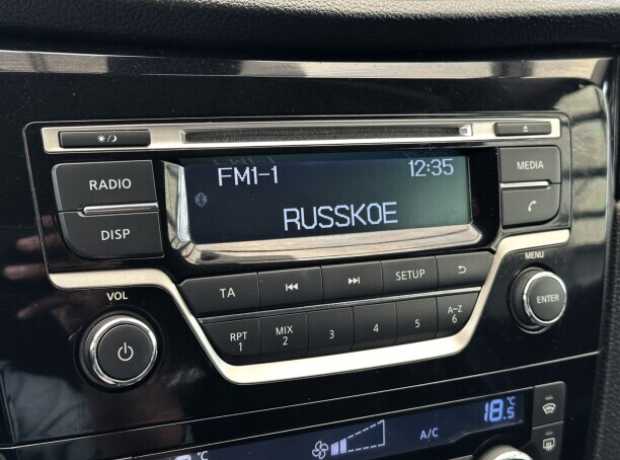 FM1-1 12:35
RUSSKOE
RADIO
DISP
MEDIA
VOL
TA
SETUP
MENU
ENTER
RPT
1
MIX
2
3
4
5
A-Z
6
A/C
18.5°C
°C